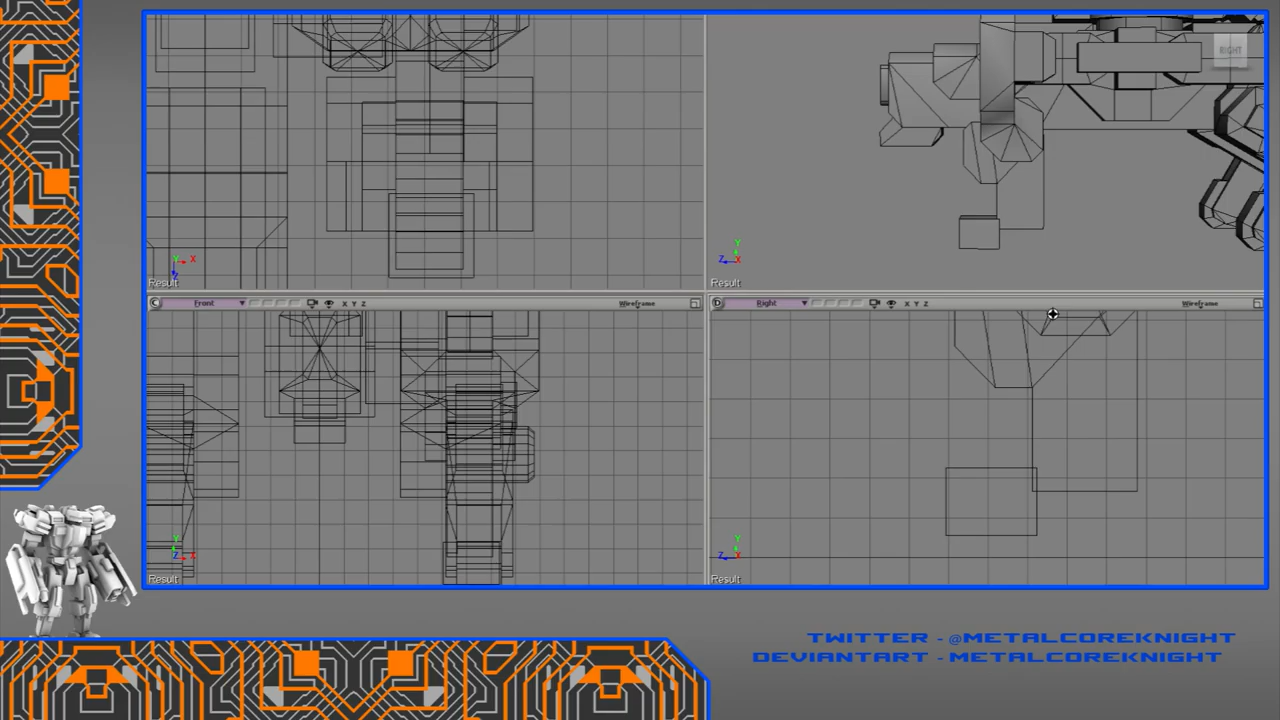 RIGHT
Y
X
Z
Result
Y
Z X
Result
C Front X Y Z Wireframe
D Right X Y Z Wireframe
Y
Z X
Result
Y
Z X
Result
TWITTER - @METALCOREKNIGHT
DEVIANTART - METALCOREKNIGHT